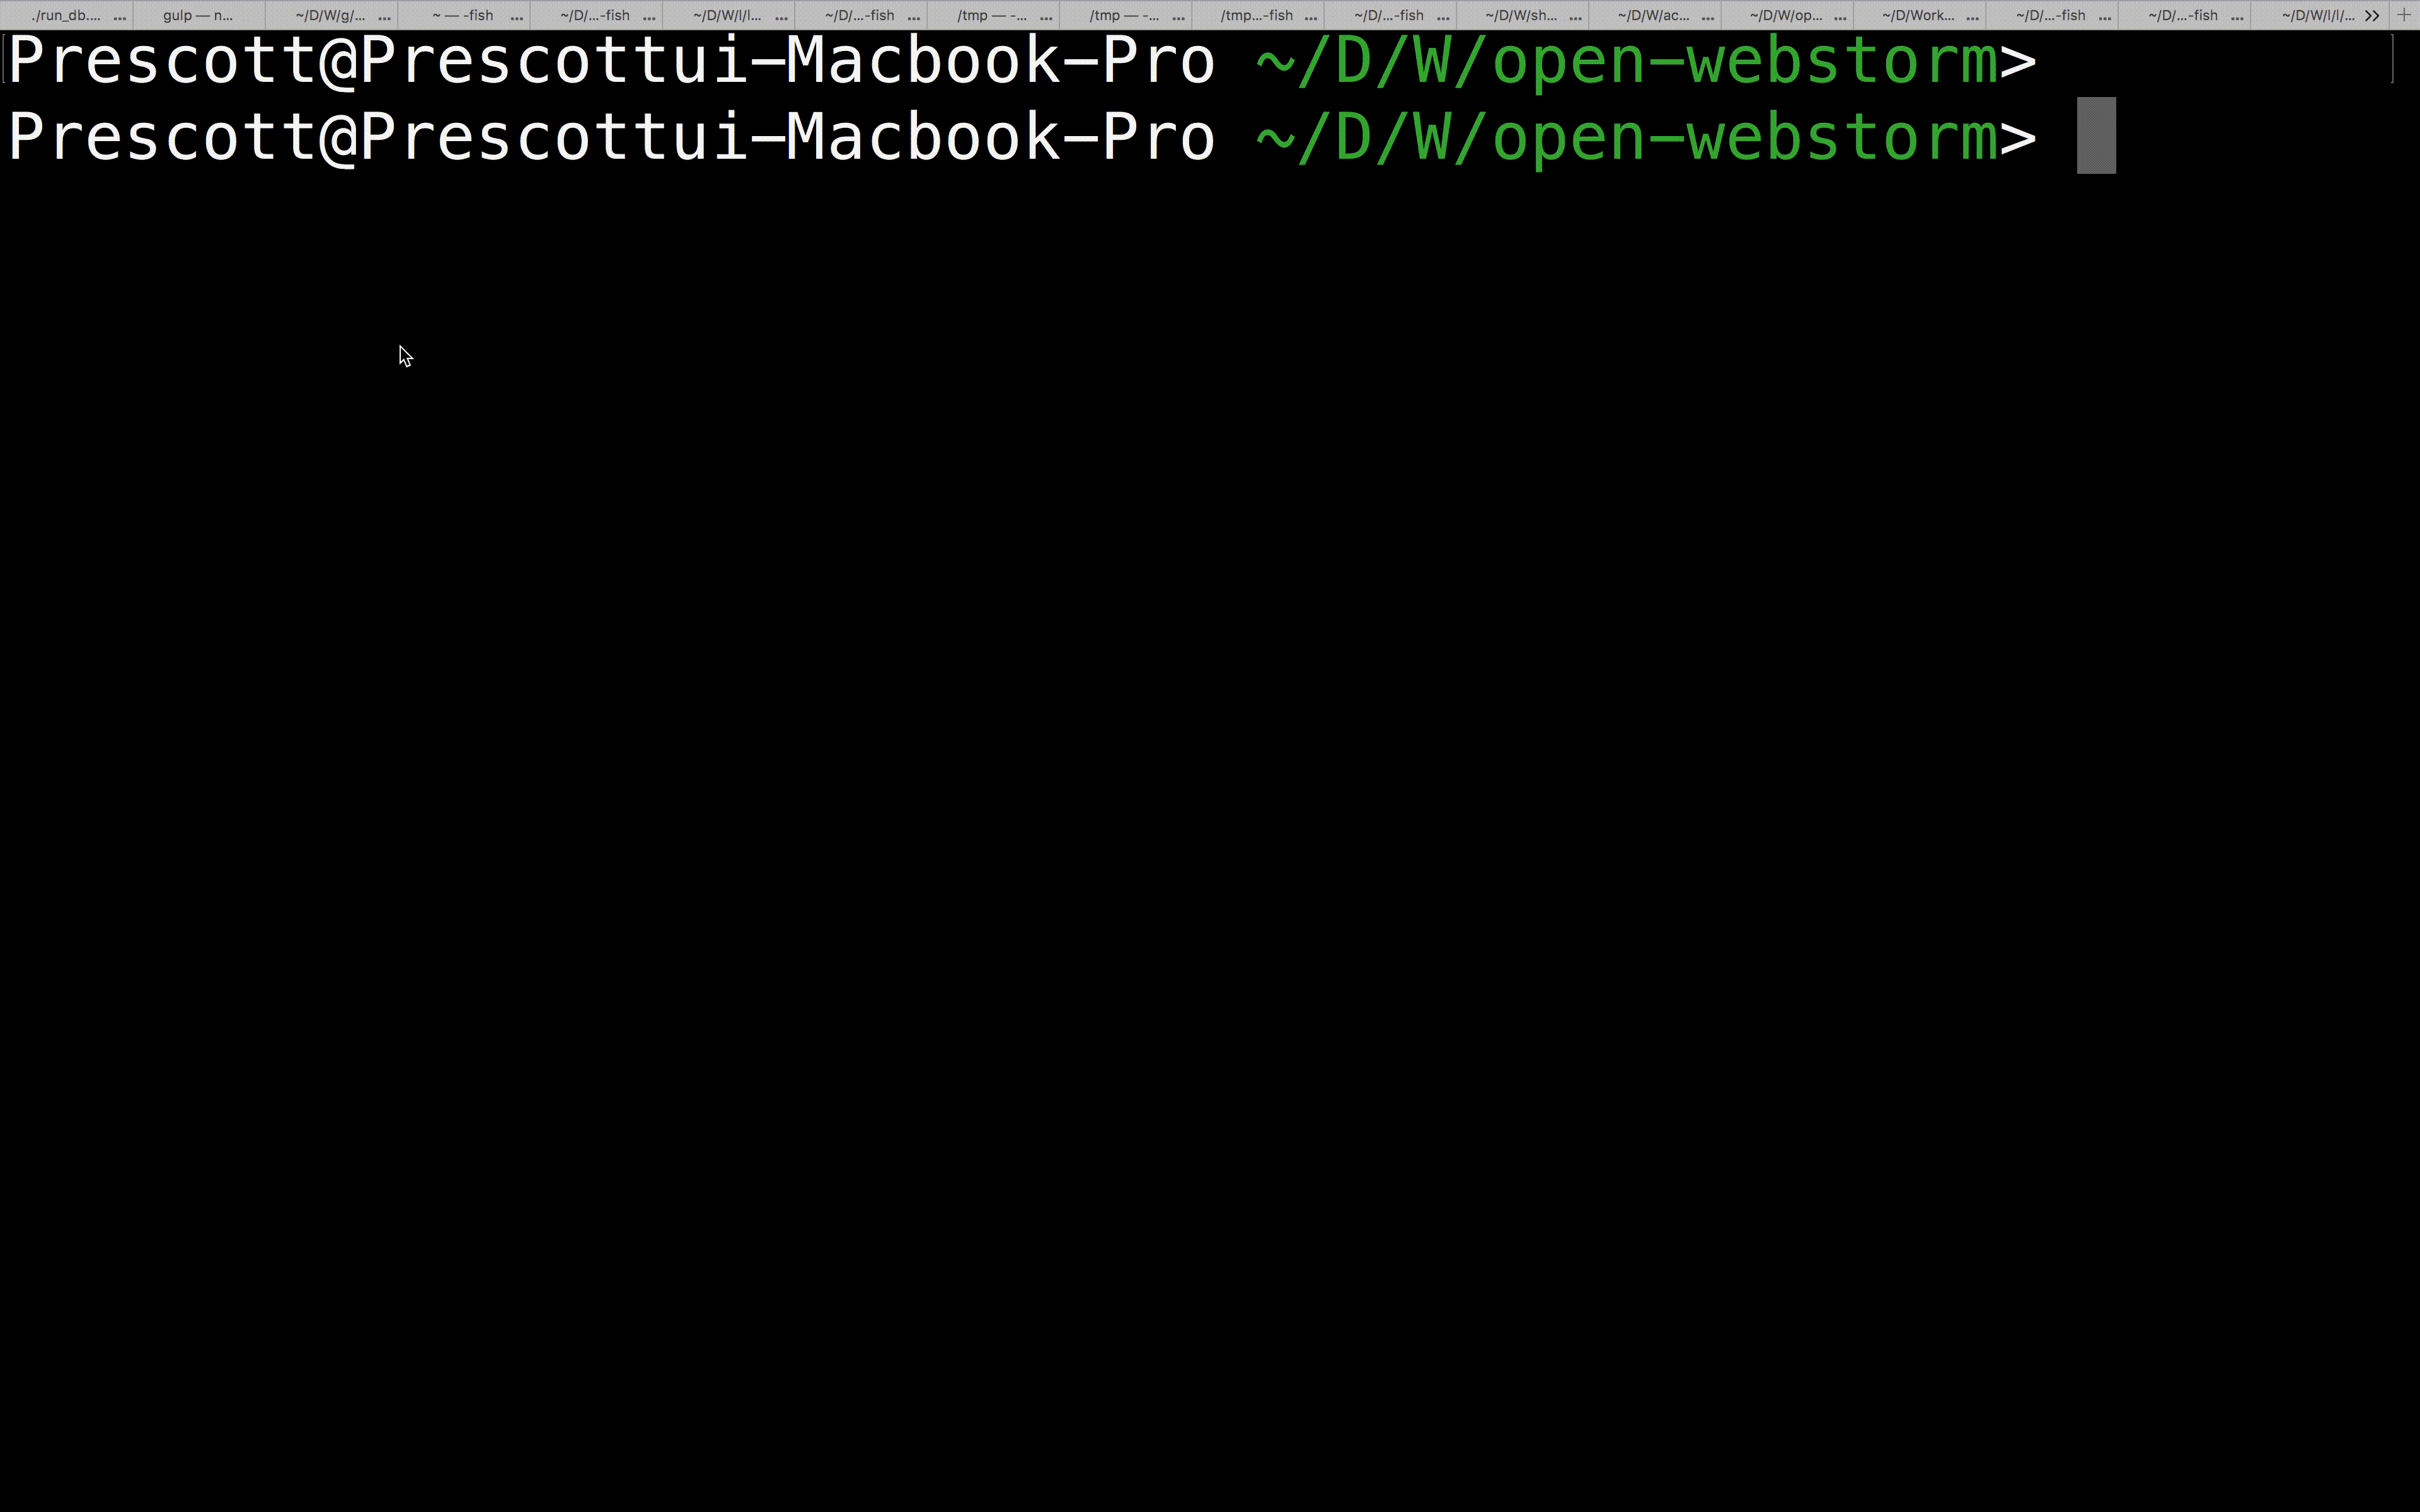 ./run_db.... ••• gulp — n... ~/D/W/g/... ••• ~ — -fish ••• ~/D/...-fish ••• ~/D/W/l/l... ••• ~/D/...-fish ••• /tmp — -... ••• /tmp — -... ••• /tmp...-fish ••• ~/D/...-fish ••• ~/D/W/sh... ••• ~/D/W/ac... ••• ~/D/W/op... ••• ~/D/Work... ••• ~/D/...-fish ••• ~/D/...-fish ••• ~/D/W/l/l/... >> +
Prescott@Prescottui-Macbook-Pro ~/D/W/open-webstorm>
Prescott@Prescottui-Macbook-Pro ~/D/W/open-webstorm>